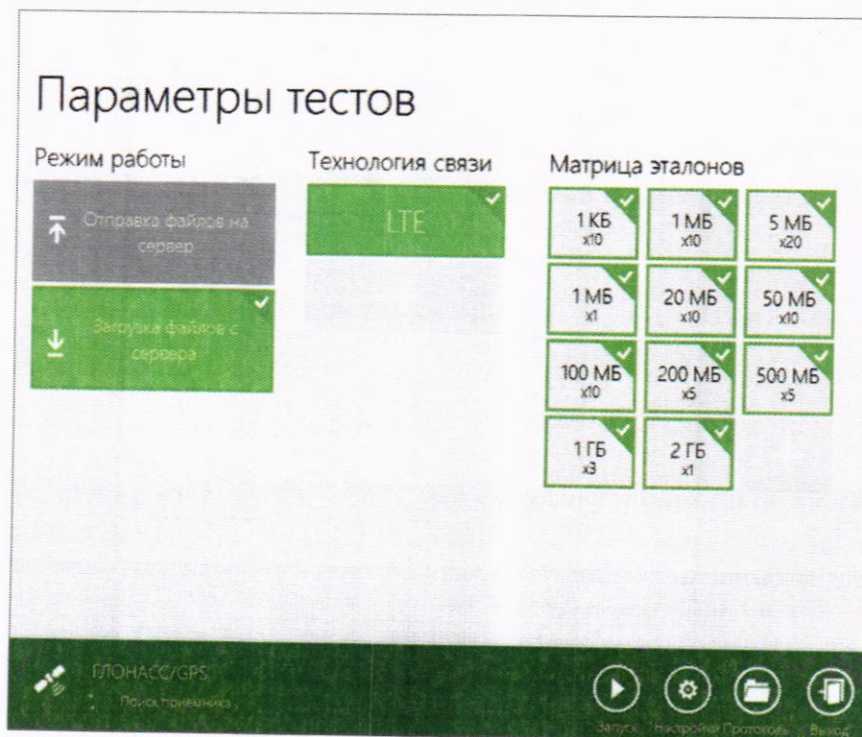 Параметры тестов
Режим работы
Отправка файлов на
сервер
Загрузка файлов с
сервера
Технология связи
LTE
Матрица эталонов
1 КБ
x10
1 МБ
x10
5 МБ
x20
1 МБ
x1
20 МБ
x10
50 МБ
x10
100 МБ
x10
200 МБ
x5
500 МБ
x5
1 ГБ
x3
2 ГБ
x1
ГЛОНАСС/GPS
Поиск приемника
Запуск
Настройки
Протоколы
Выход